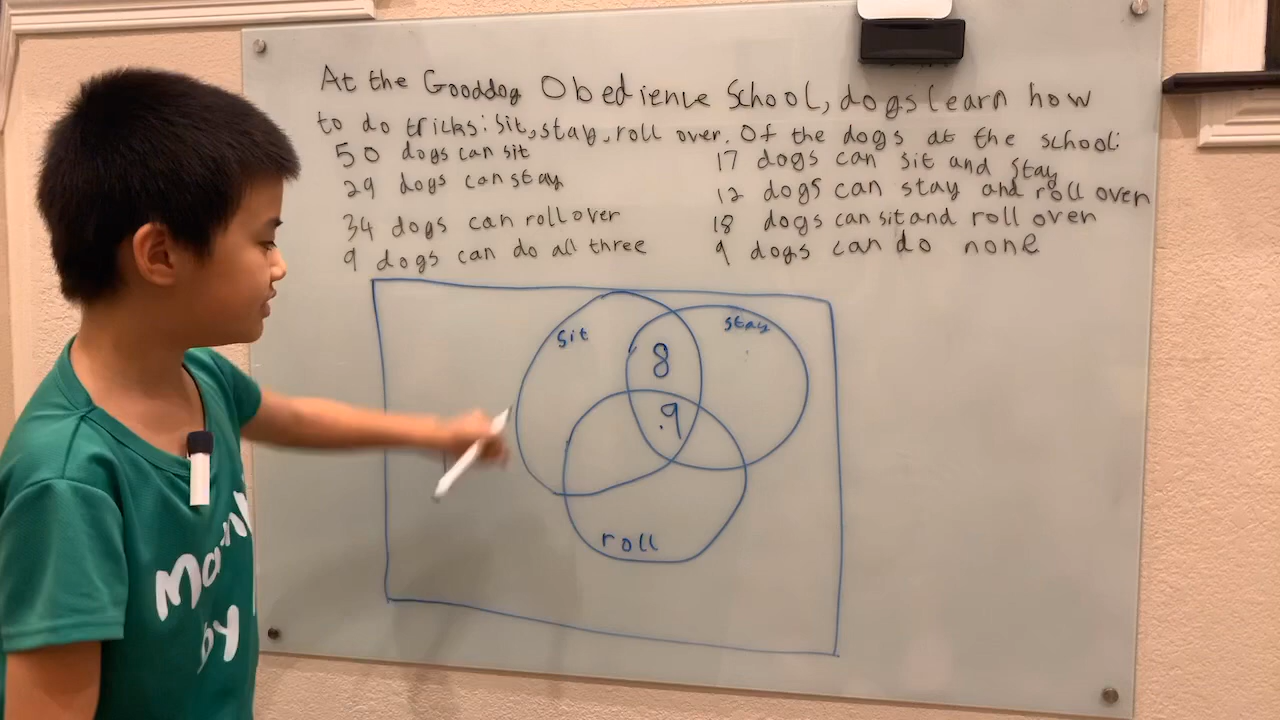 At the Gooddog Obedience School, dogs learn how
to do tricks: sit, stay, roll over. Of the dogs at the school:
50 dogs can sit
29 dogs can stay
34 dogs can roll over
9 dogs can do all three
17 dogs can sit and stay
12 dogs can stay and roll over
18 dogs can sit and roll over
9 dogs can do none
sit
stay
8
9
roll
by